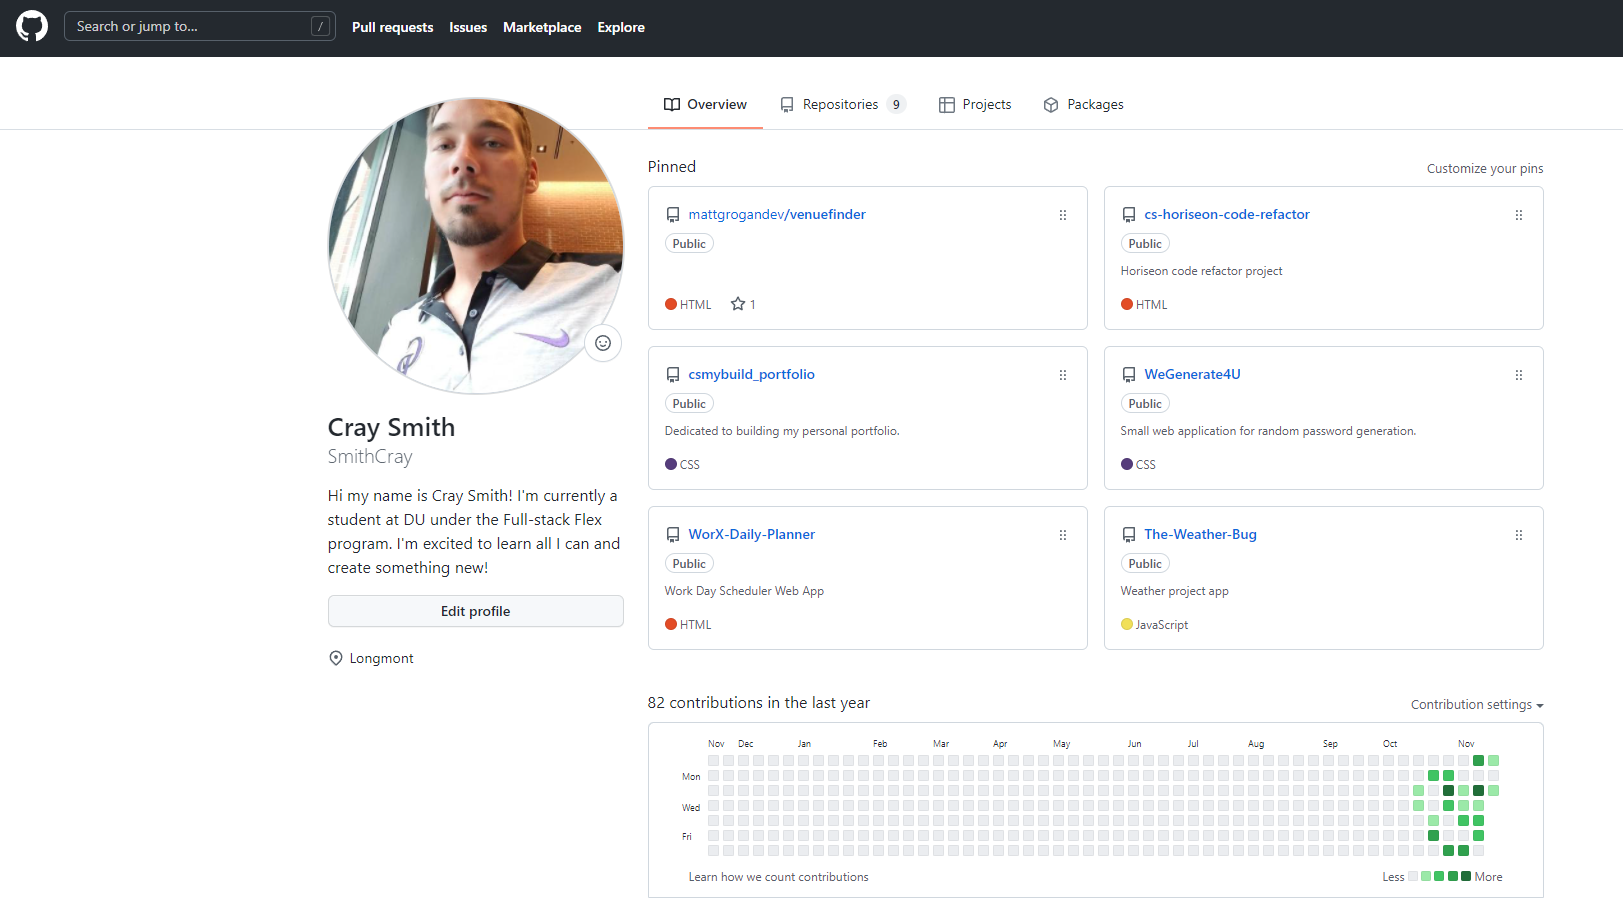 Search or jump to... /
Pull requests Issues Marketplace Explore
Overview Repositories 9 Projects Packages
Cray Smith
SmithCray
Hi my name is Cray Smith! I'm currently a
student at DU under the Full-stack Flex
program. I'm excited to learn all I can and
create something new!
Edit profile
Longmont
Pinned
Customize your pins
mattgrogandev/venuefinder
Public
HTML 1
cs-horiseon-code-refactor
Public
Horiseon code refactor project
HTML
csmybuild_portfolio
Public
Dedicated to building my personal portfolio.
CSS
WeGenerate4U
Public
Small web application for random password generation.
CSS
WorX-Daily-Planner
Public
Work Day Scheduler Web App
HTML
The-Weather-Bug
Public
Weather project app
JavaScript
82 contributions in the last year
Contribution settings
Nov Dec Jan Feb Mar Apr May Jun Jul Aug Sep Oct Nov
Mon
Wed
Fri
Learn how we count contributions
Less More